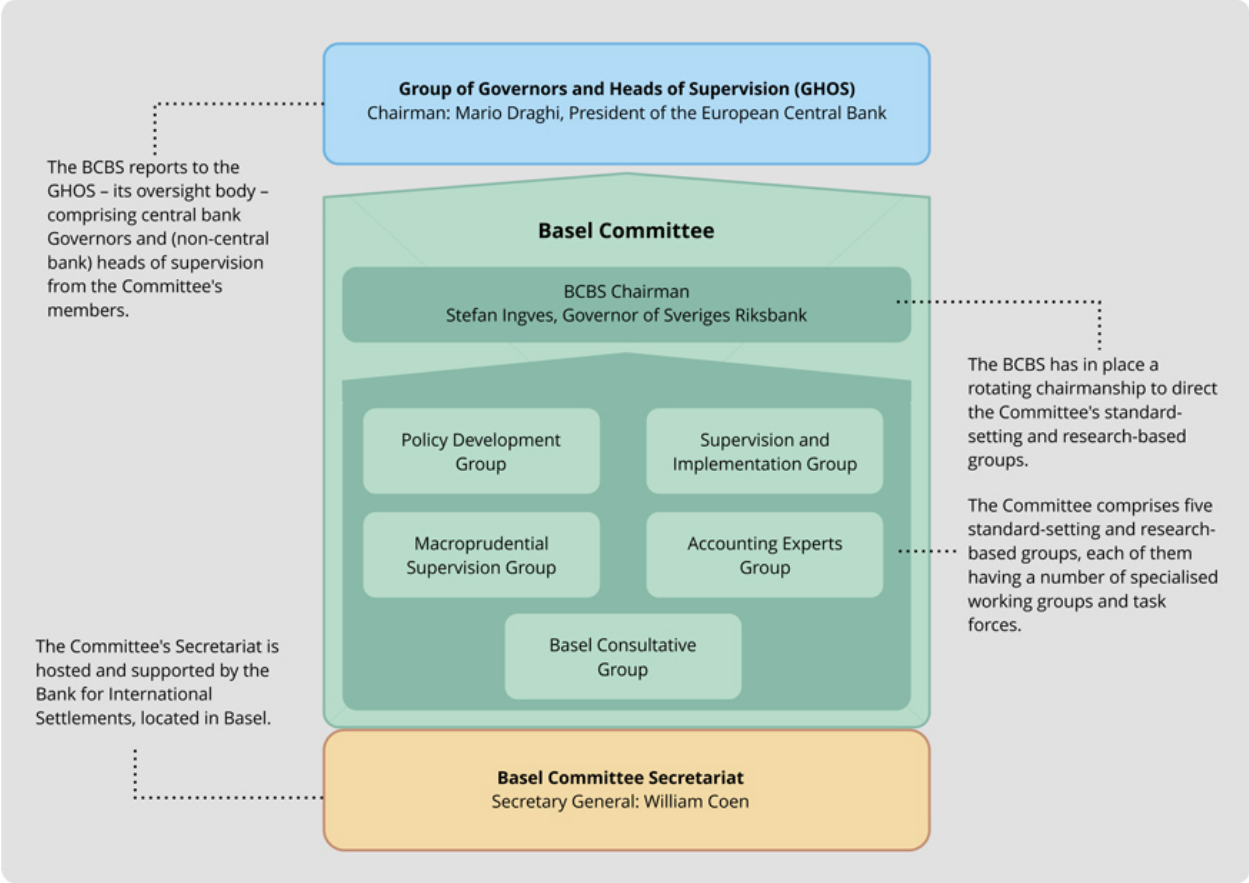 Group of Governors and Heads of Supervision (GHOS)
Chairman: Mario Draghi, President of the European Central Bank
The BCBS reports to the
GHOS – its oversight body –
comprising central bank
Governors and (non-central
bank) heads of supervision
from the Committee's
members.
Basel Committee
BCBS Chairman
Stefan Ingves, Governor of Sveriges Riksbank
The BCBS has in place a
rotating chairmanship to direct
the Committee's standard-
setting and research-based
groups.
Policy Development
Group
Supervision and
Implementation Group
Macroprudential
Supervision Group
Accounting Experts
Group
Basel Consultative
Group
The Committee comprises five
standard-setting and research-
based groups, each of them
having a number of specialised
working groups and task
forces.
The Committee's Secretariat is
hosted and supported by the
Bank for International
Settlements, located in Basel.
Basel Committee Secretariat
Secretary General: William Coen